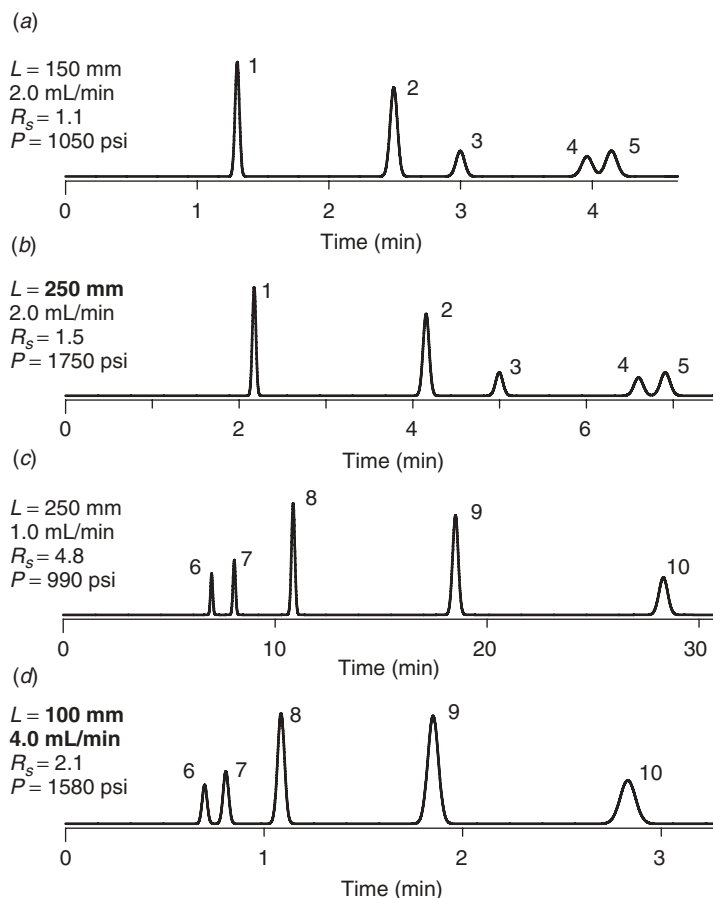 (a)
L = 150 mm
2.0 mL/min
Rs = 1.1
P = 1050 psi
1
2
3
4
5
0
1
2
3
4
Time (min)
(b)
L = 250 mm
2.0 mL/min
Rs = 1.5
P = 1750 psi
1
2
3
4
5
0
2
4
6
Time (min)
(c)
L = 250 mm
1.0 mL/min
Rs = 4.8
P = 990 psi
6
7
8
9
10
0
10
20
30
Time (min)
(d)
L = 100 mm
4.0 mL/min
Rs = 2.1
P = 1580 psi
6
7
8
9
10
0
1
2
3
Time (min)